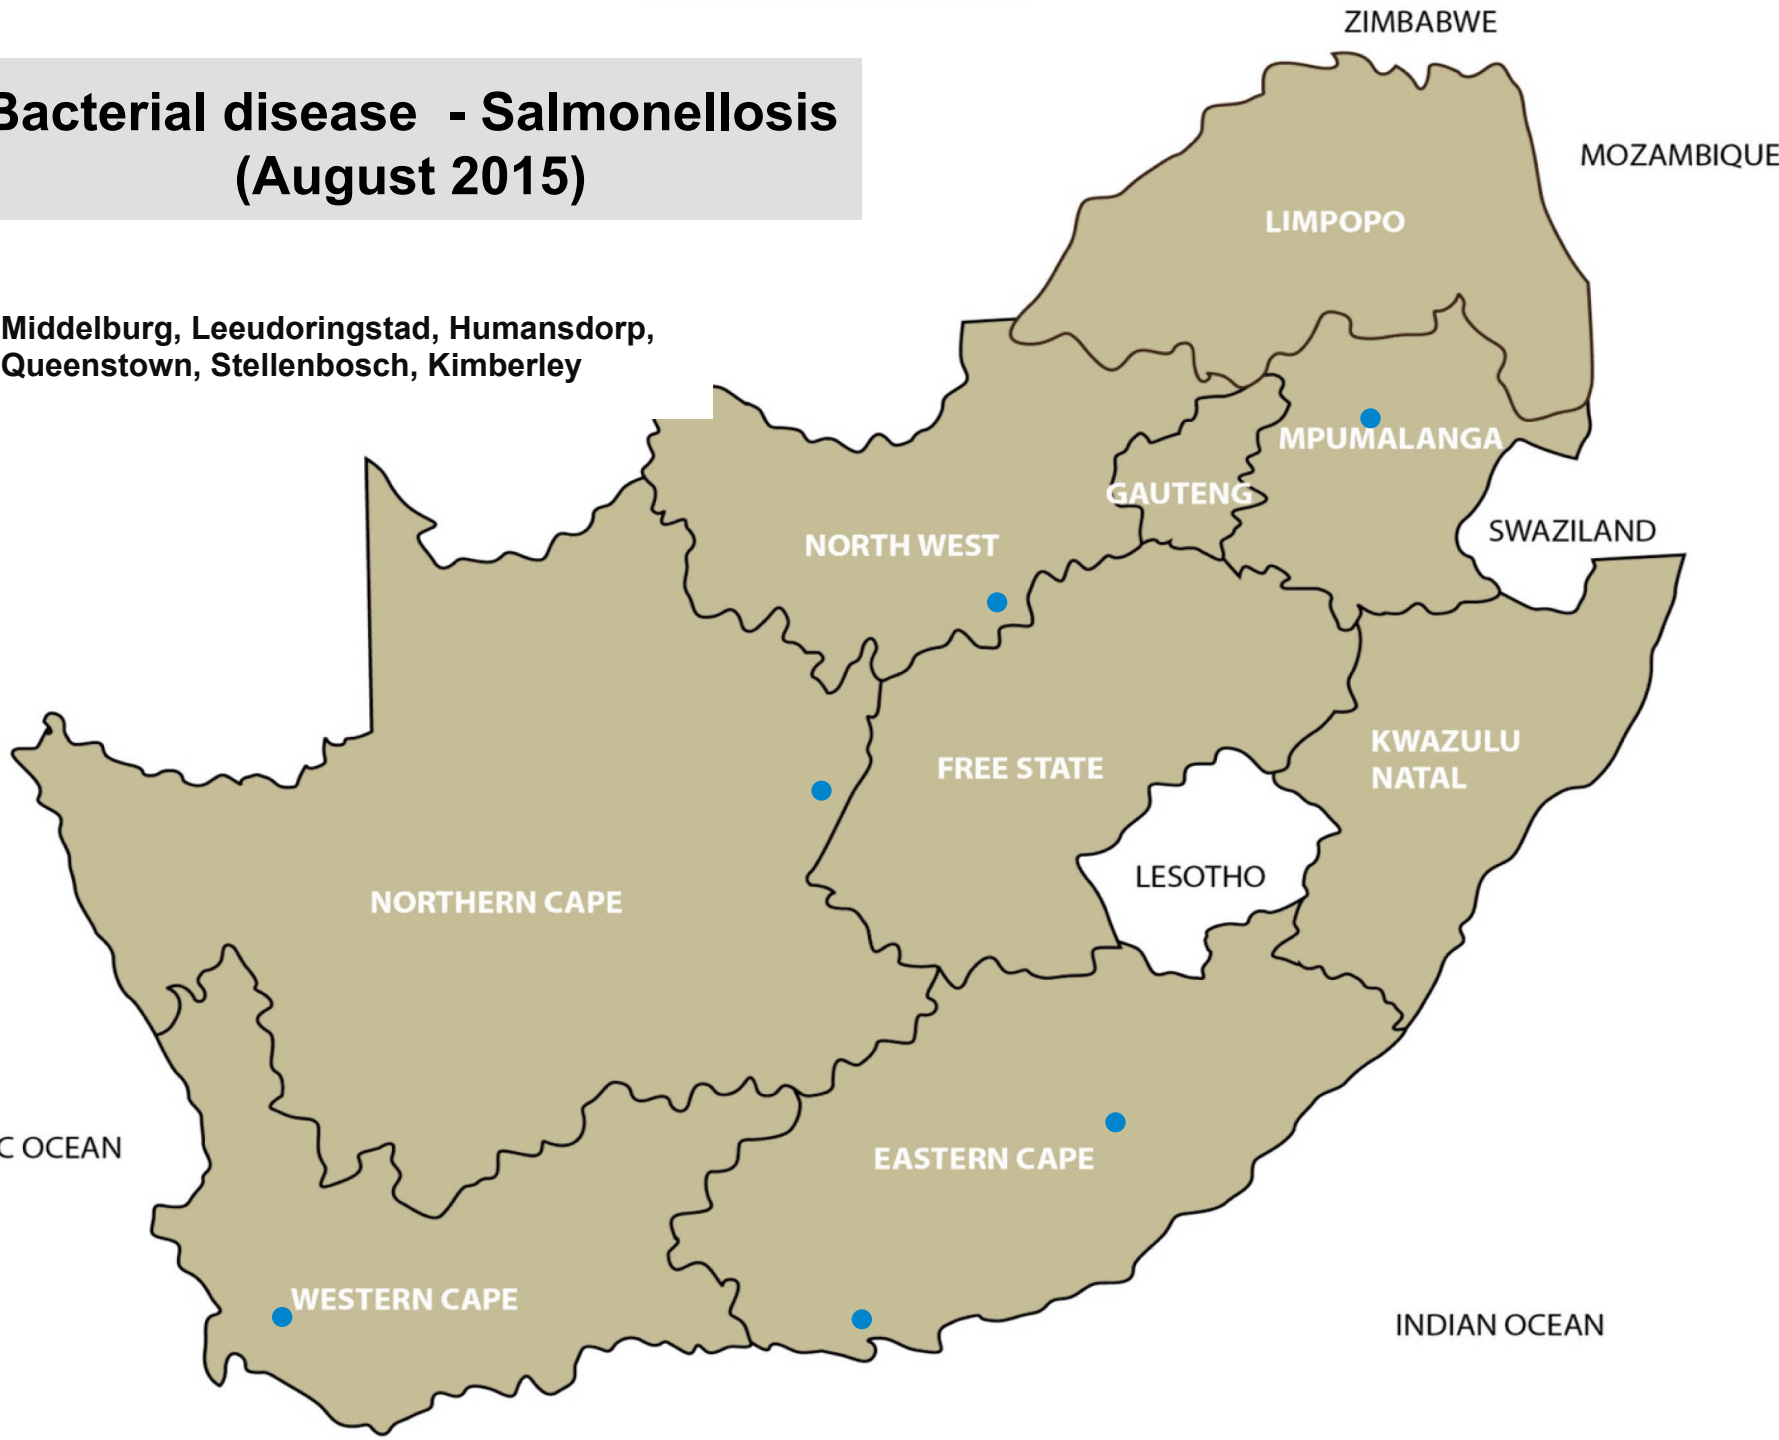 Bacterial disease - Salmonellosis
(August 2015)
Middelburg, Leeudoringstad, Humansdorp,
Queenstown, Stellenbosch, Kimberley
ZIMBABWE
MOZAMBIQUE
LIMPOPO
MPUMALANGA
GAUTENG
SWAZILAND
NORTH WEST
KWAZULU
NATAL
FREE STATE
LESOTHO
NORTHERN CAPE
C OCEAN
EASTERN CAPE
WESTERN CAPE
INDIAN OCEAN